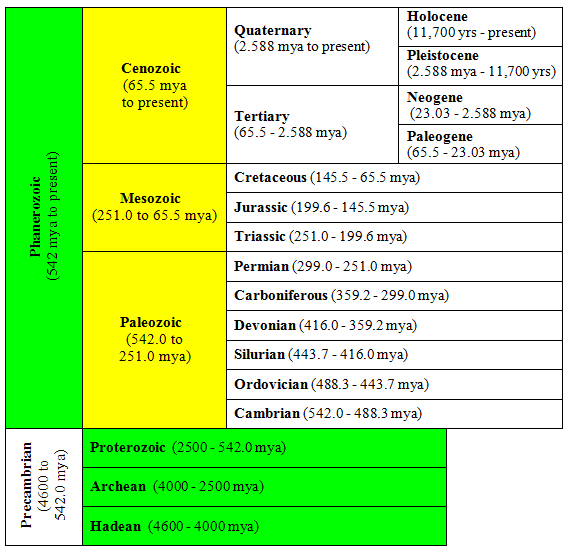 Phanerozoic
(542 mya to present)
Cenozoic
(65.5 mya
to present)
Quaternary
(2.588 mya to present)
Holocene
(11,700 yrs - present)
Pleistocene
(2.588 mya - 11,700 yrs)
Tertiary
(65.5 - 2.588 mya)
Neogene
(23.03 - 2.588 mya)
Paleogene
(65.5 - 23.03 mya)
Mesozoic
(251.0 to 65.5 mya)
Cretaceous (145.5 - 65.5 mya)
Jurassic (199.6 - 145.5 mya)
Triassic (251.0 - 199.6 mya)
Paleozoic
(542.0 to
251.0 mya)
Permian (299.0 - 251.0 mya)
Carboniferous (359.2 - 299.0 mya)
Devonian (416.0 - 359.2 mya)
Silurian (443.7 - 416.0 mya)
Ordovician (488.3 - 443.7 mya)
Cambrian (542.0 - 488.3 mya)
Precambrian
(4600 to
542.0 mya)
Proterozoic (2500 - 542.0 mya)
Archean (4000 - 2500 mya)
Hadean (4600 - 4000 mya)